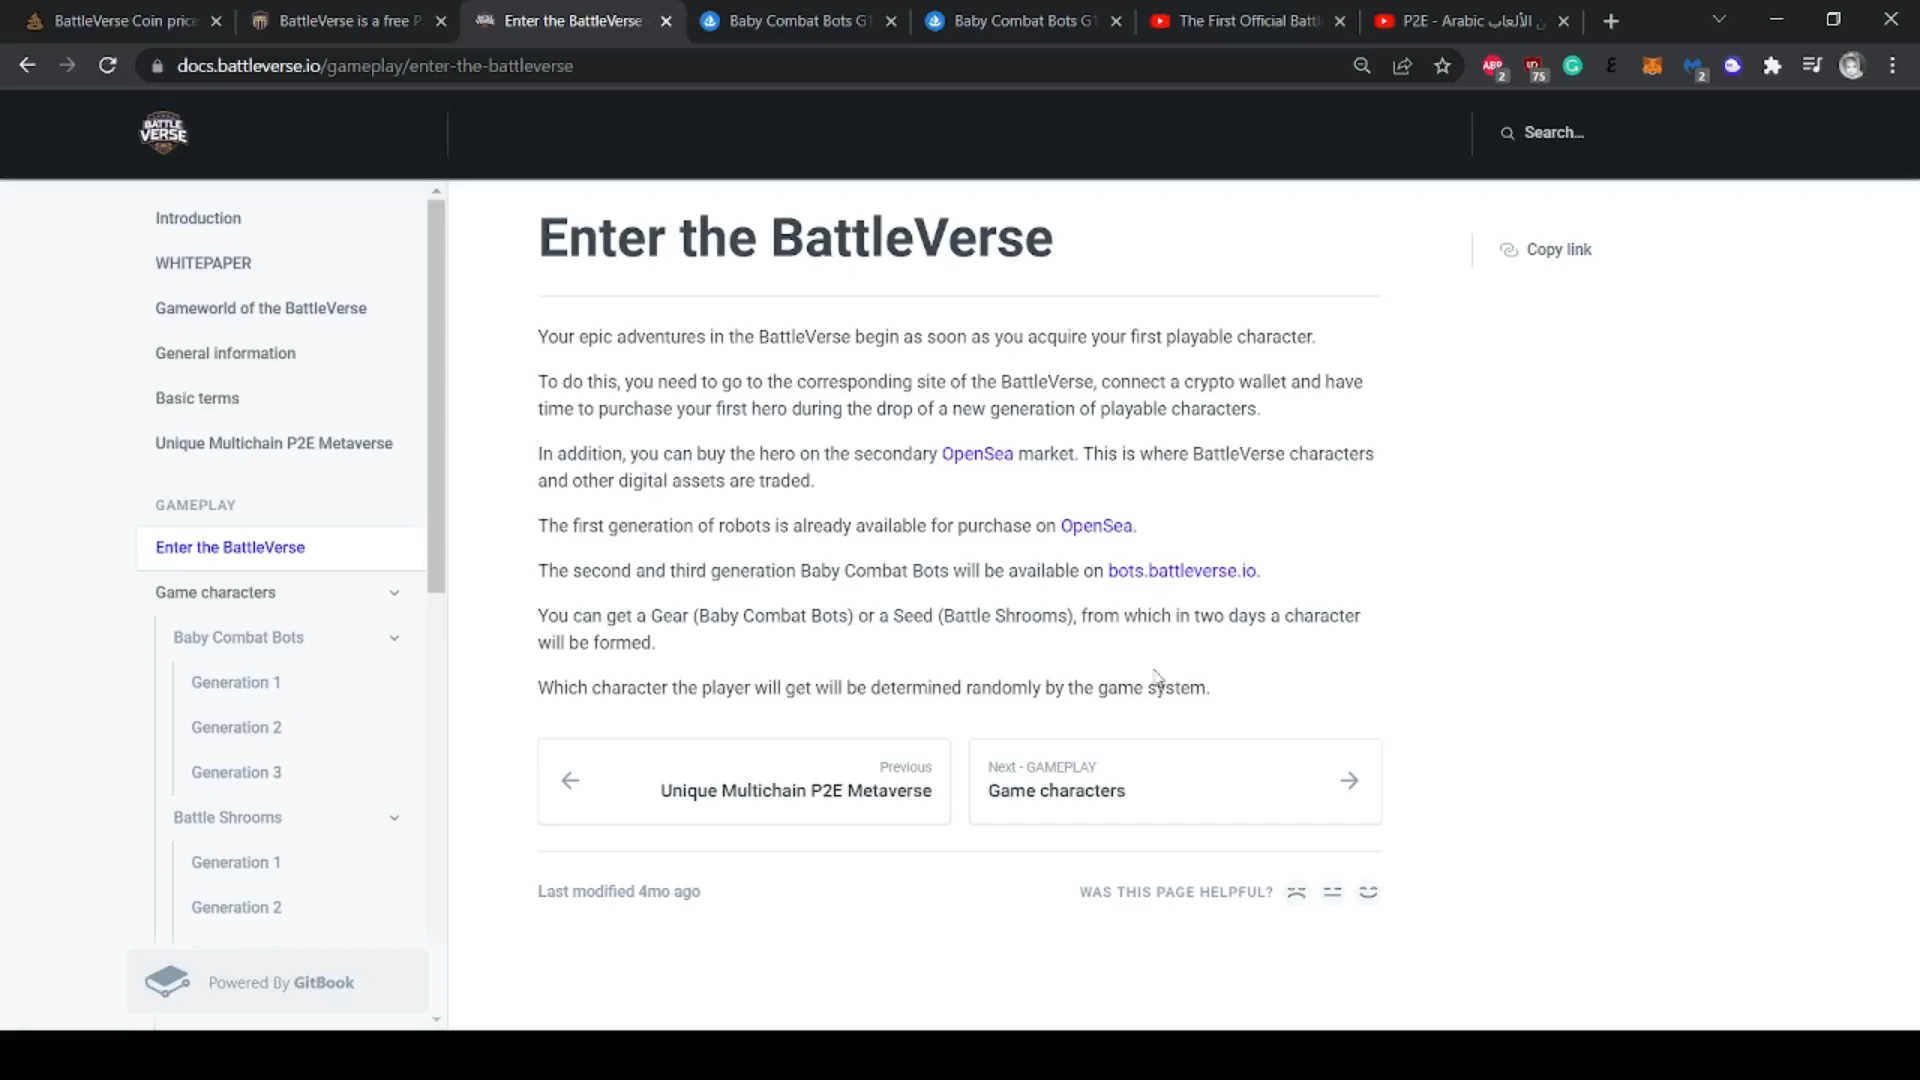 BattleVerse Coin price
BattleVerse is a free P
Enter the BattleVerse
Baby Combat Bots G1
Baby Combat Bots G1
The First Official Battl
P2E - Arabic ن الألعاب
docs.battleverse.io/gameplay/enter-the-battleverse
ABP
2
75
2
BATTLE
VERSE
Search...
Introduction
WHITEPAPER
Gameworld of the BattleVerse
General information
Basic terms
Unique Multichain P2E Metaverse
GAMEPLAY
Enter the BattleVerse
Game characters
Baby Combat Bots
Generation 1
Generation 2
Generation 3
Battle Shrooms
Generation 1
Generation 2
Powered By GitBook
Enter the BattleVerse
Copy link
Your epic adventures in the BattleVerse begin as soon as you acquire your first playable character.
To do this, you need to go to the corresponding site of the BattleVerse, connect a crypto wallet and have
time to purchase your first hero during the drop of a new generation of playable characters.
In addition, you can buy the hero on the secondary OpenSea market. This is where BattleVerse characters
and other digital assets are traded.
The first generation of robots is already available for purchase on OpenSea.
The second and third generation Baby Combat Bots will be available on bots.battleverse.io.
You can get a Gear (Baby Combat Bots) or a Seed (Battle Shrooms), from which in two days a character
will be formed.
Which character the player will get will be determined randomly by the game system.
Previous
Unique Multichain P2E Metaverse
Next - GAMEPLAY
Game characters
Last modified 4mo ago
WAS THIS PAGE HELPFUL?